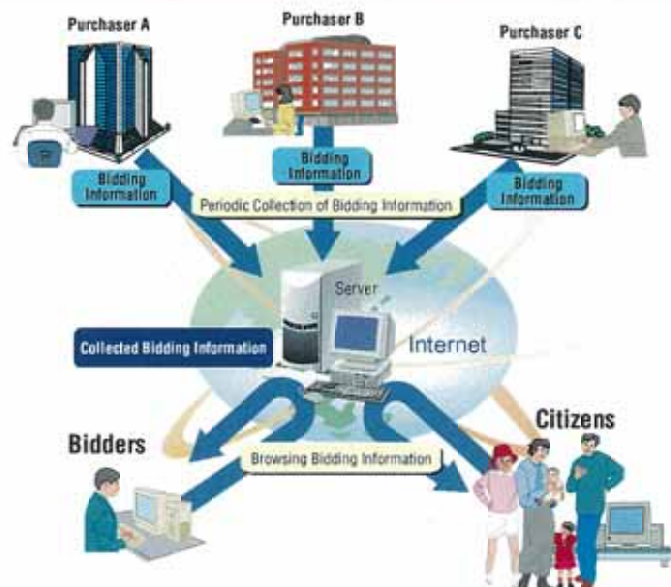 Purchaser A
Purchaser B
Purchaser C
Bidding
Information
Bidding
Information
Bidding
Information
Periodic Collection of Bidding Information
Server
Collected Bidding Information
Internet
Bidders
Citizens
Browsing Bidding Information